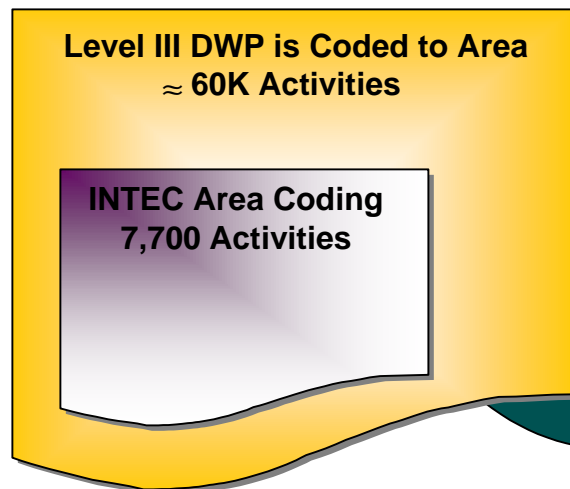 Level III DWP is Coded to Area
≈ 60K Activities
INTEC Area Coding
7,700 Activities